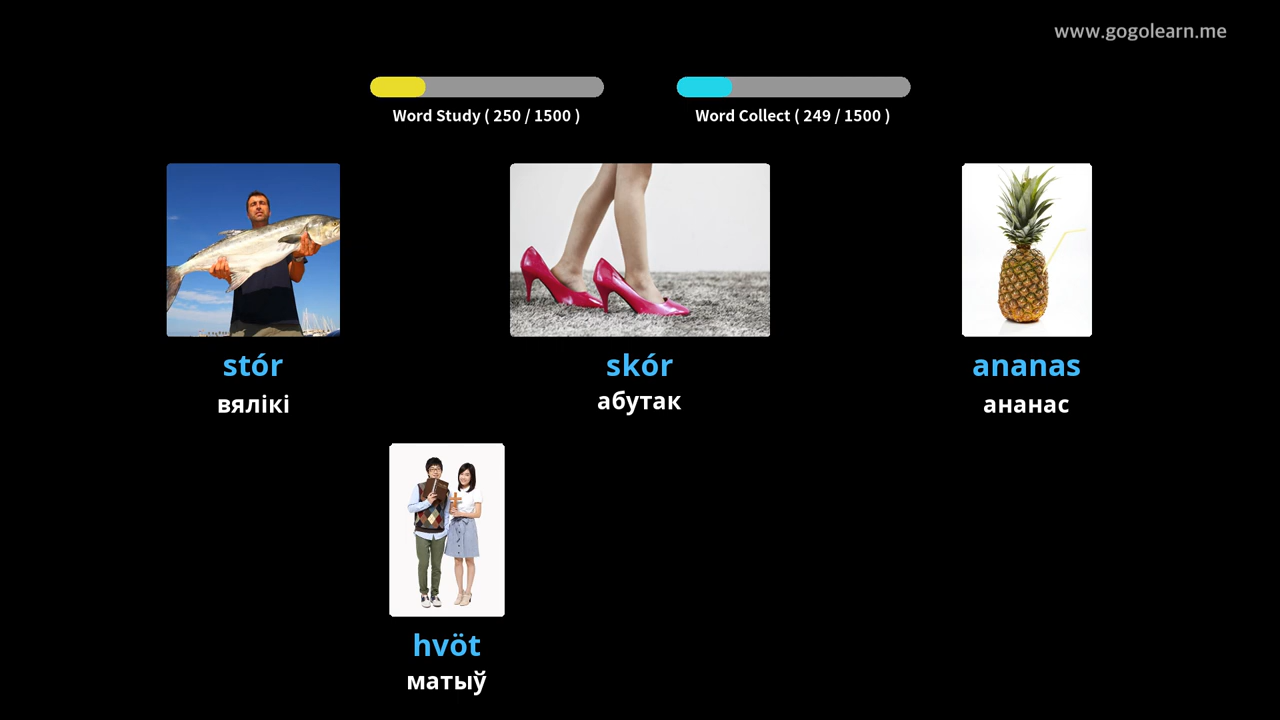 www.gogolearn.me
Word Study ( 250 / 1500 )
Word Collect ( 249 / 1500 )
stór
вялікі
skór
абутак
ananas
ананас
hvöt
матыў